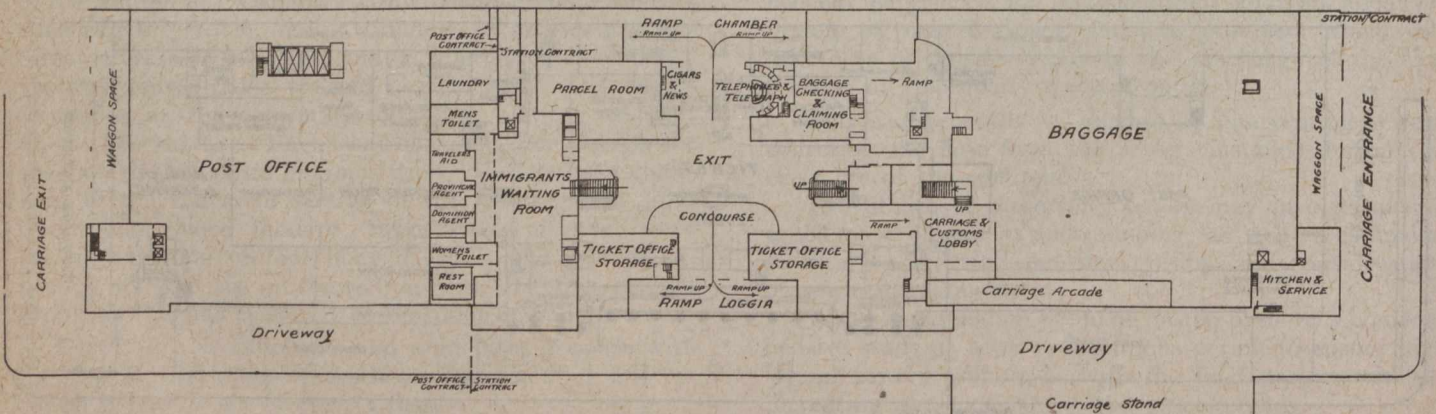 RAMP CHAMBER
RAMP UP RAMP UP
STATION CONTRACT
POST OFFICE
CONTRACT
STATION CONTRACT
WAGGON SPACE
LAUNDRY
PARCEL ROOM
CIGARS
&
NEWS
TELEPHONES &
TELEGRAPH
BAGGAGE
CHECKING
&
CLAIMING
ROOM
RAMP
MENS
TOILET
BAGGAGE
WAGGON SPACE
CARRIAGE ENTRANCE
POST OFFICE
TRAVELERS
AID
EXIT
IMMIGRANTS
WAITING
ROOM
PROVINCIAL
AGENT
UP
UP
CARRIAGE EXIT
DOMINION
AGENT
CONCOURSE
RAMP
CARRIAGE &
CUSTOMS
LOBBY
WOMENS
TOILET
TICKET OFFICE
STORAGE
TICKET OFFICE
STORAGE
REST
ROOM
RAMP UP RAMP UP
RAMP LOGGIA
Carriage Arcade
KITCHEN &
SERVICE
Driveway
Driveway
POST OFFICE STATION
CONTRACT CONTRACT
Carriage Stand